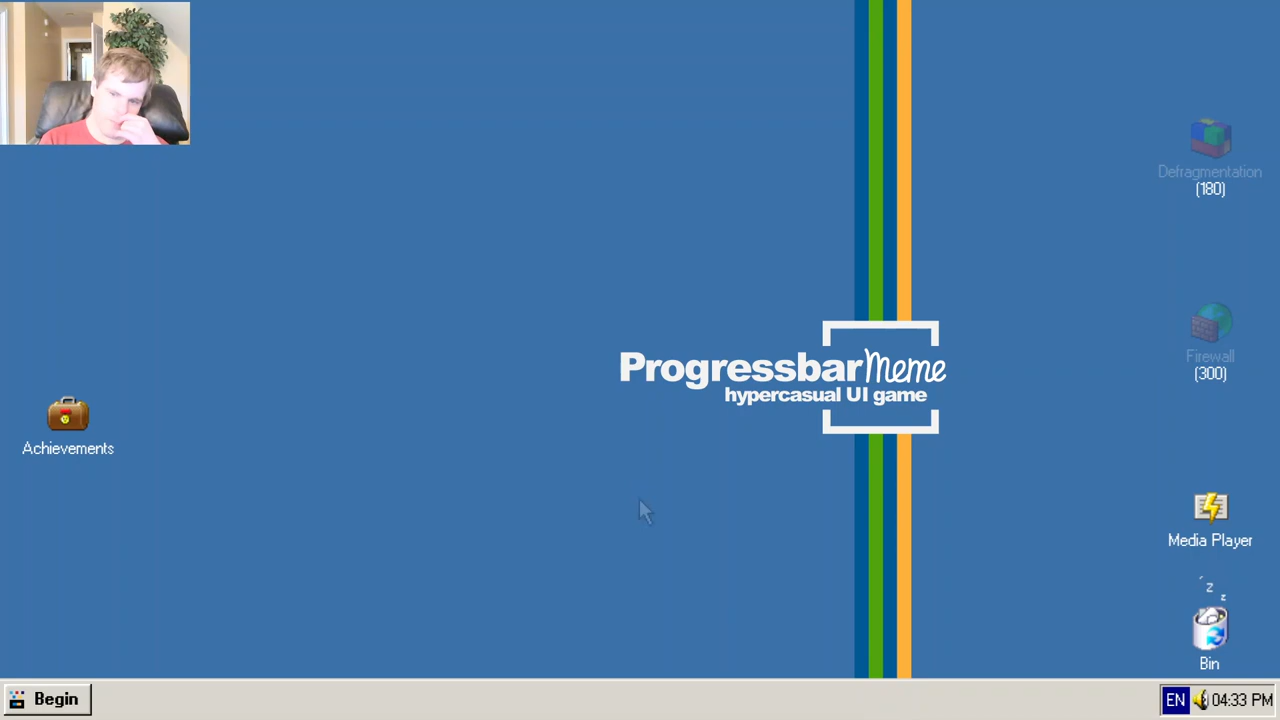 Defragmentation
(180)
Progressbar Meme
hypercasual UI game
Firewall
(300)
Achievements
Media Player
z
z
Bin
Begin
EN
04:33 PM